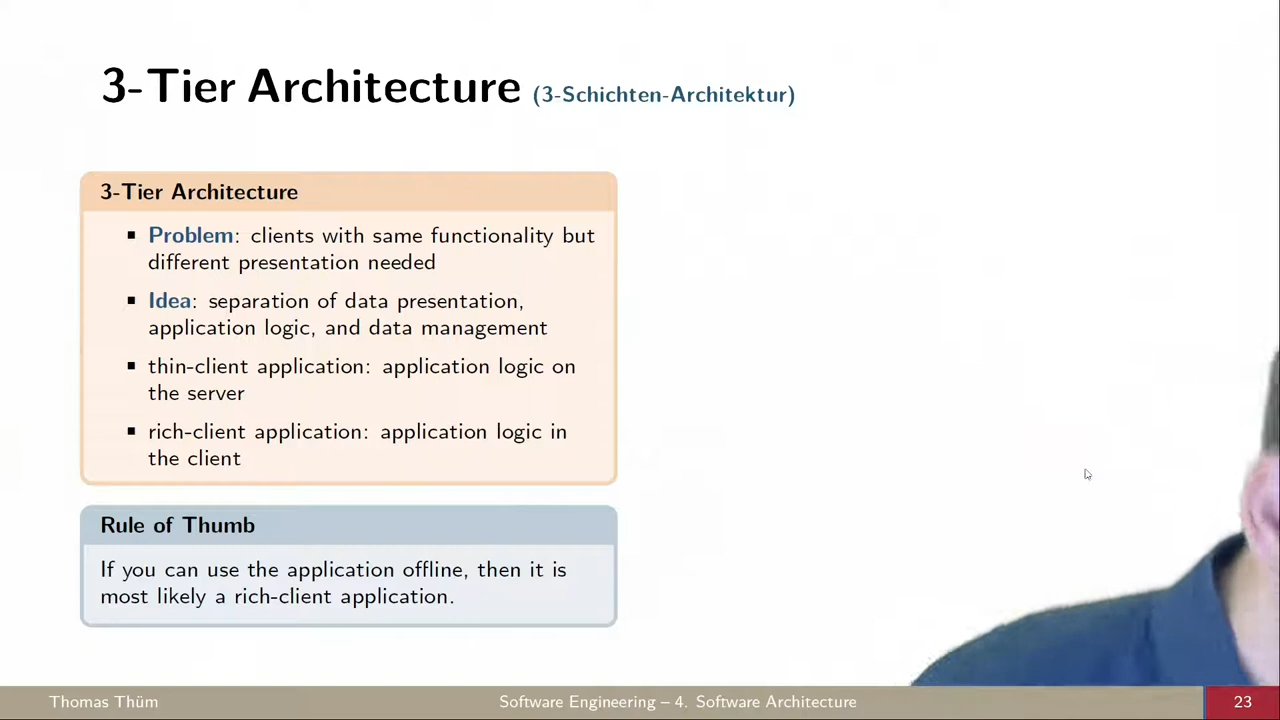 3-Tier Architecture (3-Schichten-Architektur)
3-Tier Architecture
Problem: clients with same functionality but
different presentation needed
Idea: separation of data presentation,
application logic, and data management
thin-client application: application logic on
the server
rich-client application: application logic in
the client
Rule of Thumb
If you can use the application offline, then it is
most likely a rich-client application.
Thomas Thüm
Software Engineering – 4. Software Architecture
23